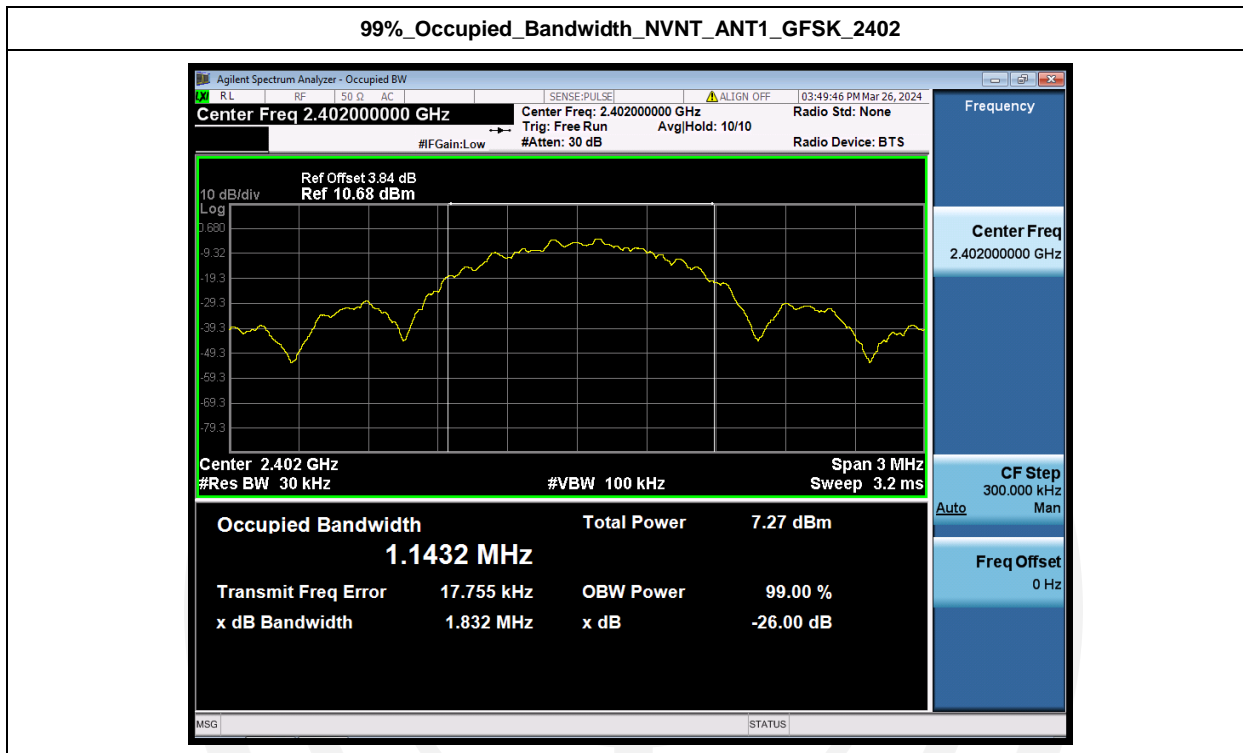 99%_Occupied_Bandwidth_NVNT_ANT1_GFSK_2402
Agilent Spectrum Analyzer - Occupied BW
LXI RL RF 50 Ω AC SENSE:PULSE ALIGN OFF 03:49:46 PM Mar 26, 2024
Center Freq 2.402000000 GHz
Center Freq: 2.402000000 GHz Radio Std: None
Trig: Free Run Avg|Hold: 10/10
#IFGain:Low #Atten: 30 dB Radio Device: BTS
Frequency
Ref Offset 3.84 dB
10 dB/div Ref 10.68 dBm
Log
0.680
-9.32
-19.3
-29.3
-39.3
-49.3
-59.3
-69.3
-79.3
Center 2.402 GHz Span 3 MHz
#Res BW 30 kHz #VBW 100 kHz Sweep 3.2 ms
Center Freq
2.402000000 GHz
CF Step
300.000 kHz
Auto Man
Freq Offset
0 Hz
Occupied Bandwidth Total Power 7.27 dBm
1.1432 MHz
Transmit Freq Error 17.755 kHz OBW Power 99.00 %
x dB Bandwidth 1.832 MHz x dB -26.00 dB
MSG STATUS